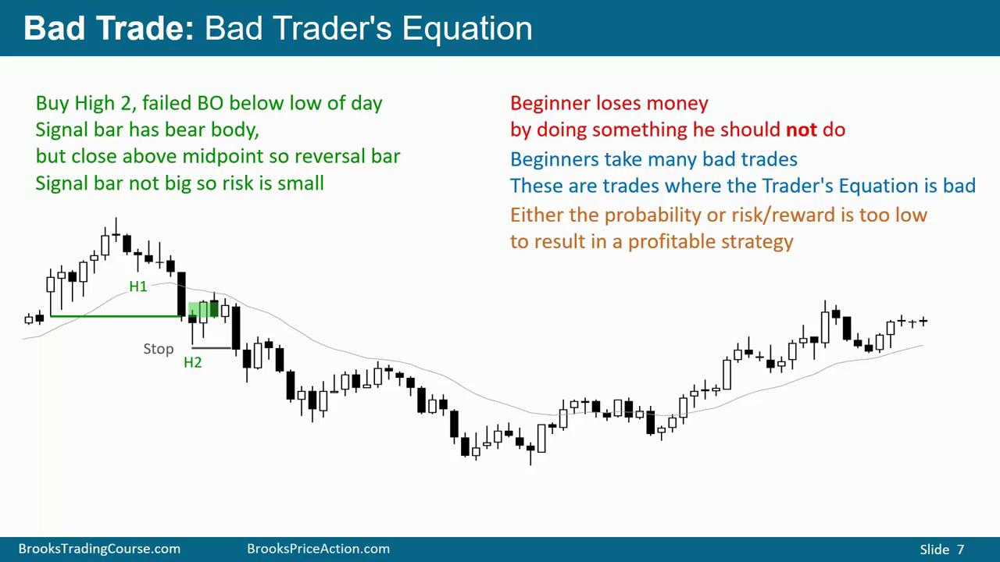 Bad Trade: Bad Trader's Equation
Buy High 2, failed BO below low of day
Signal bar has bear body,
but close above midpoint so reversal bar
Signal bar not big so risk is small
Beginner loses money
by doing something he should not do
Beginners take many bad trades
These are trades where the Trader's Equation is bad
Either the probability or risk/reward is too low
to result in a profitable strategy
H1
Stop
H2
BrooksTradingCourse.com
BrooksPriceAction.com
Slide 7